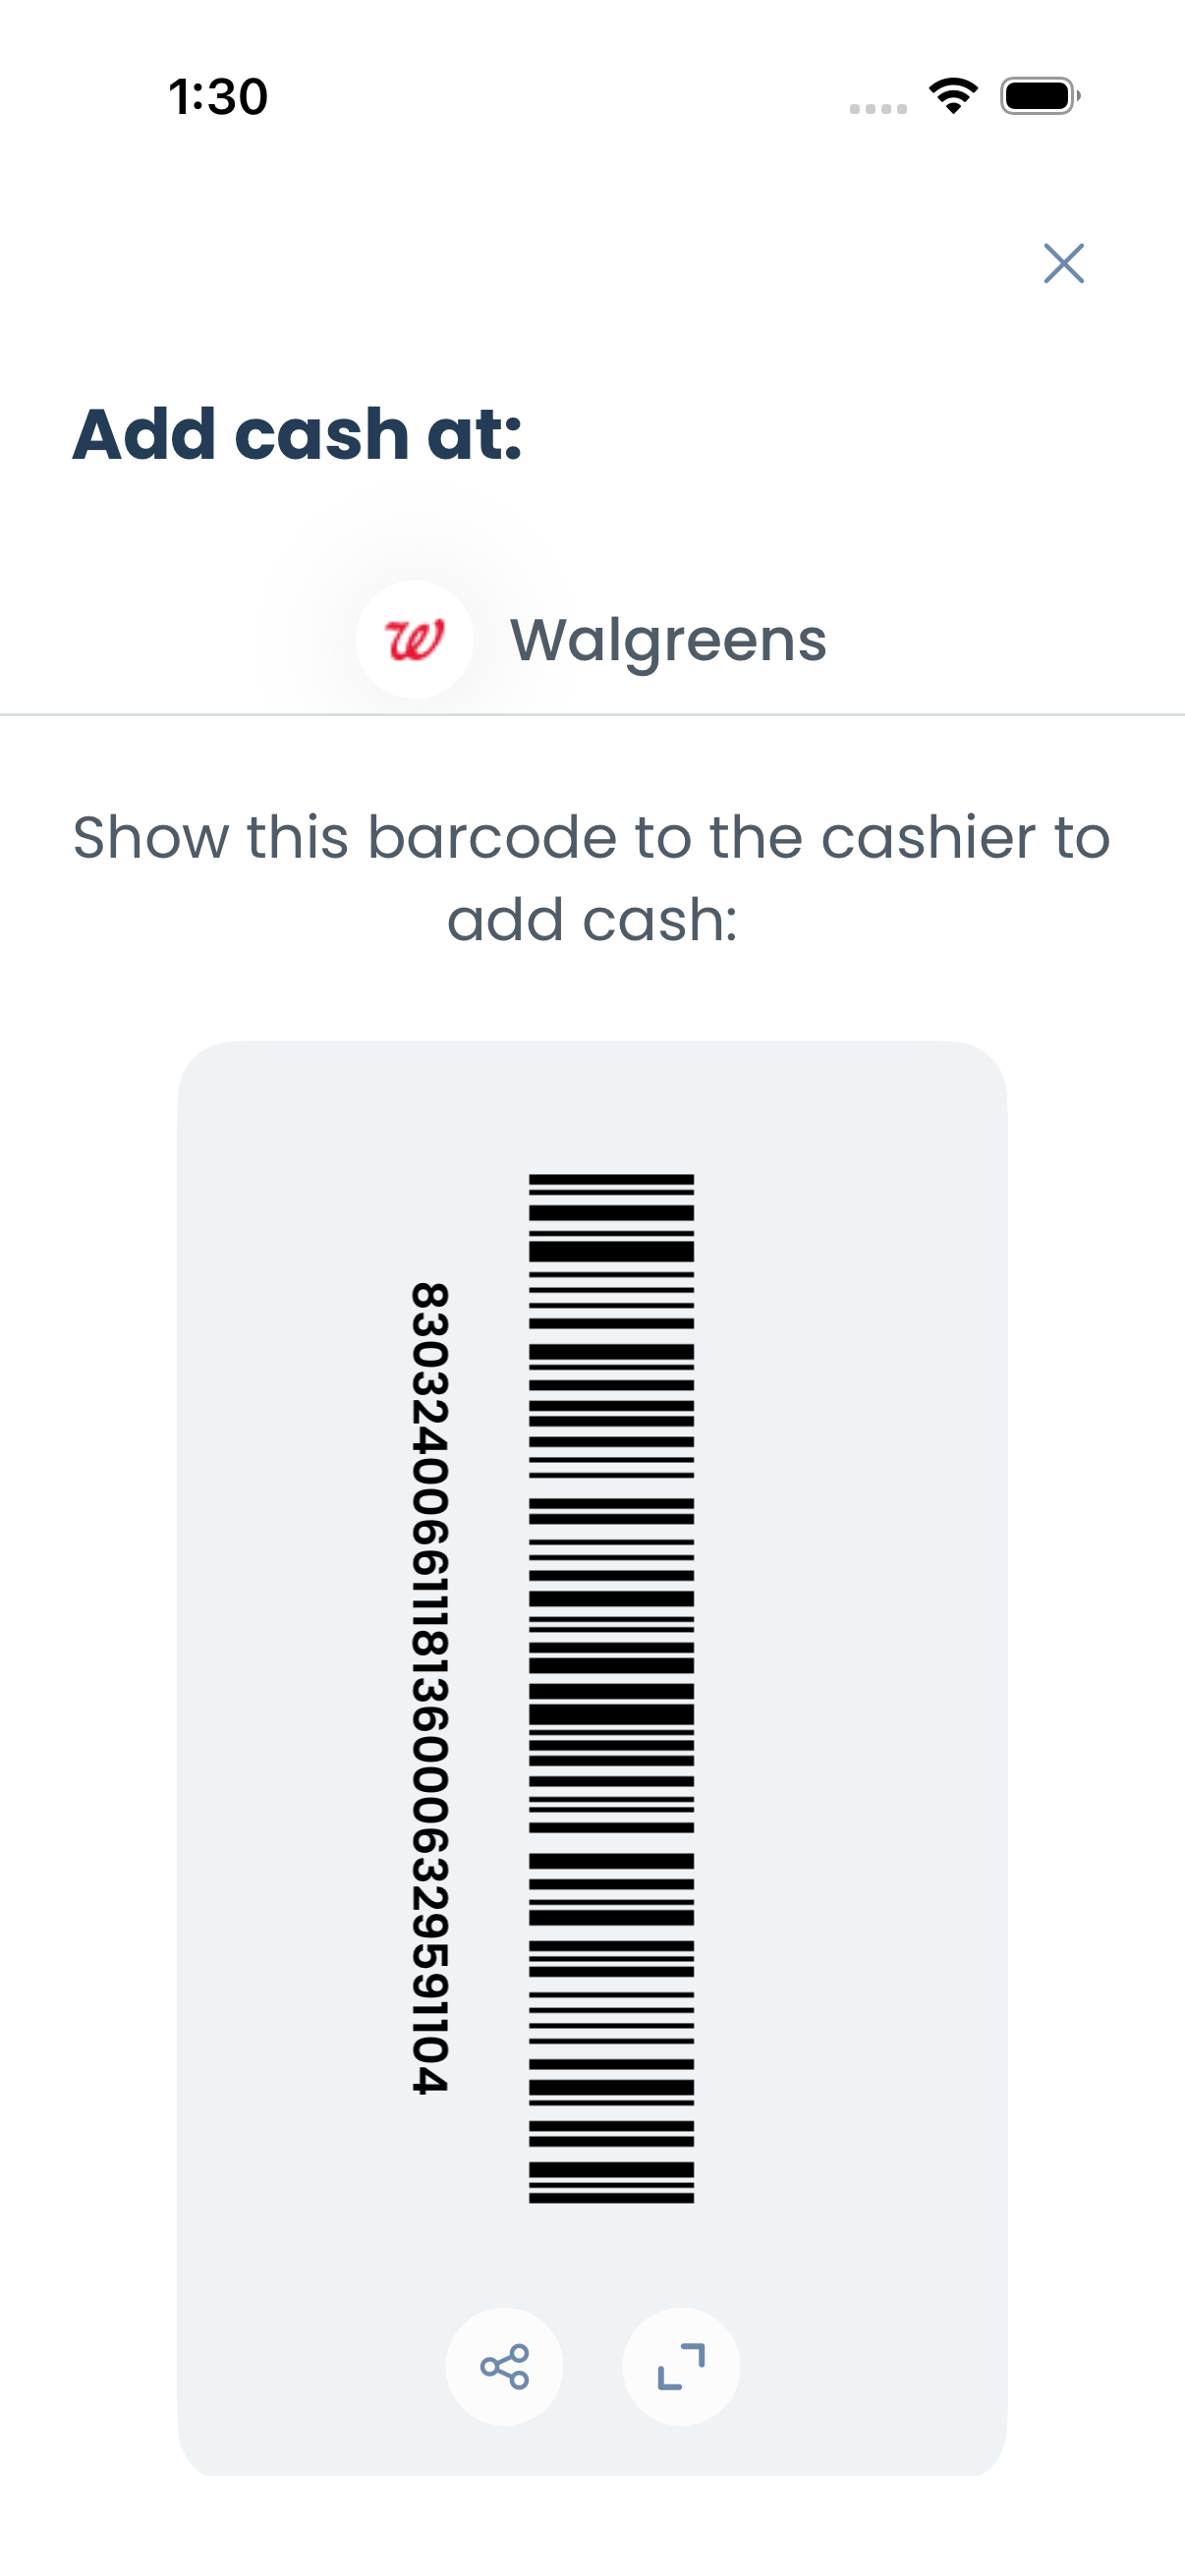 1:30
Add cash at:
Walgreens
Show this barcode to the cashier to
add cash:
830324006611181360006329591104